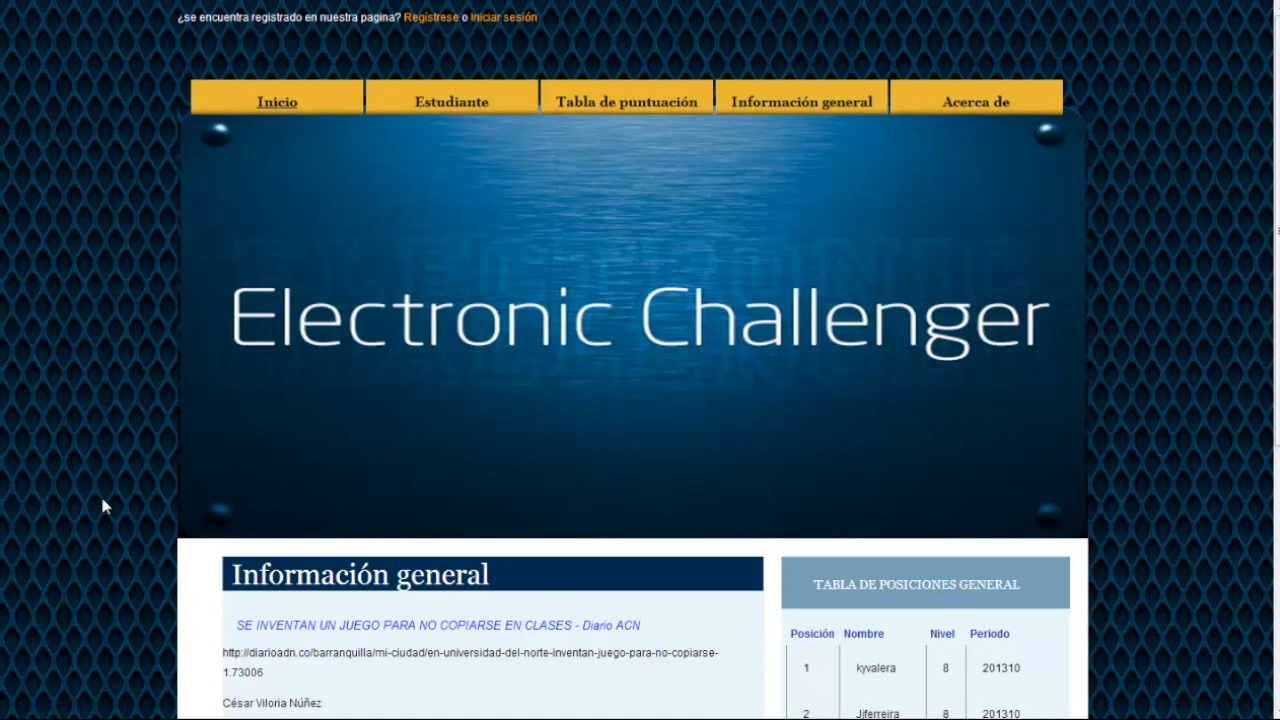 ¿se encuentra registrado en nuestra pagina? Regístrese o Iniciar sesión
Inicio Estudiante Tabla de puntuación Información general Acerca de
Electronic Challenger
Información general
SE INVENTAN UN JUEGO PARA NO COPIARSE EN CLASES - Diario ACN
http://diarioadn.co/barranquilla/mi-ciudad/en-universidad-del-norte-inventan-juego-para-no-copiarse-
1.73006
César Viloria Núñez
TABLA DE POSICIONES GENERAL
Posición Nombre Nivel Periodo
1 kyvalera 8 201310
2 Jjferreira 8 201310